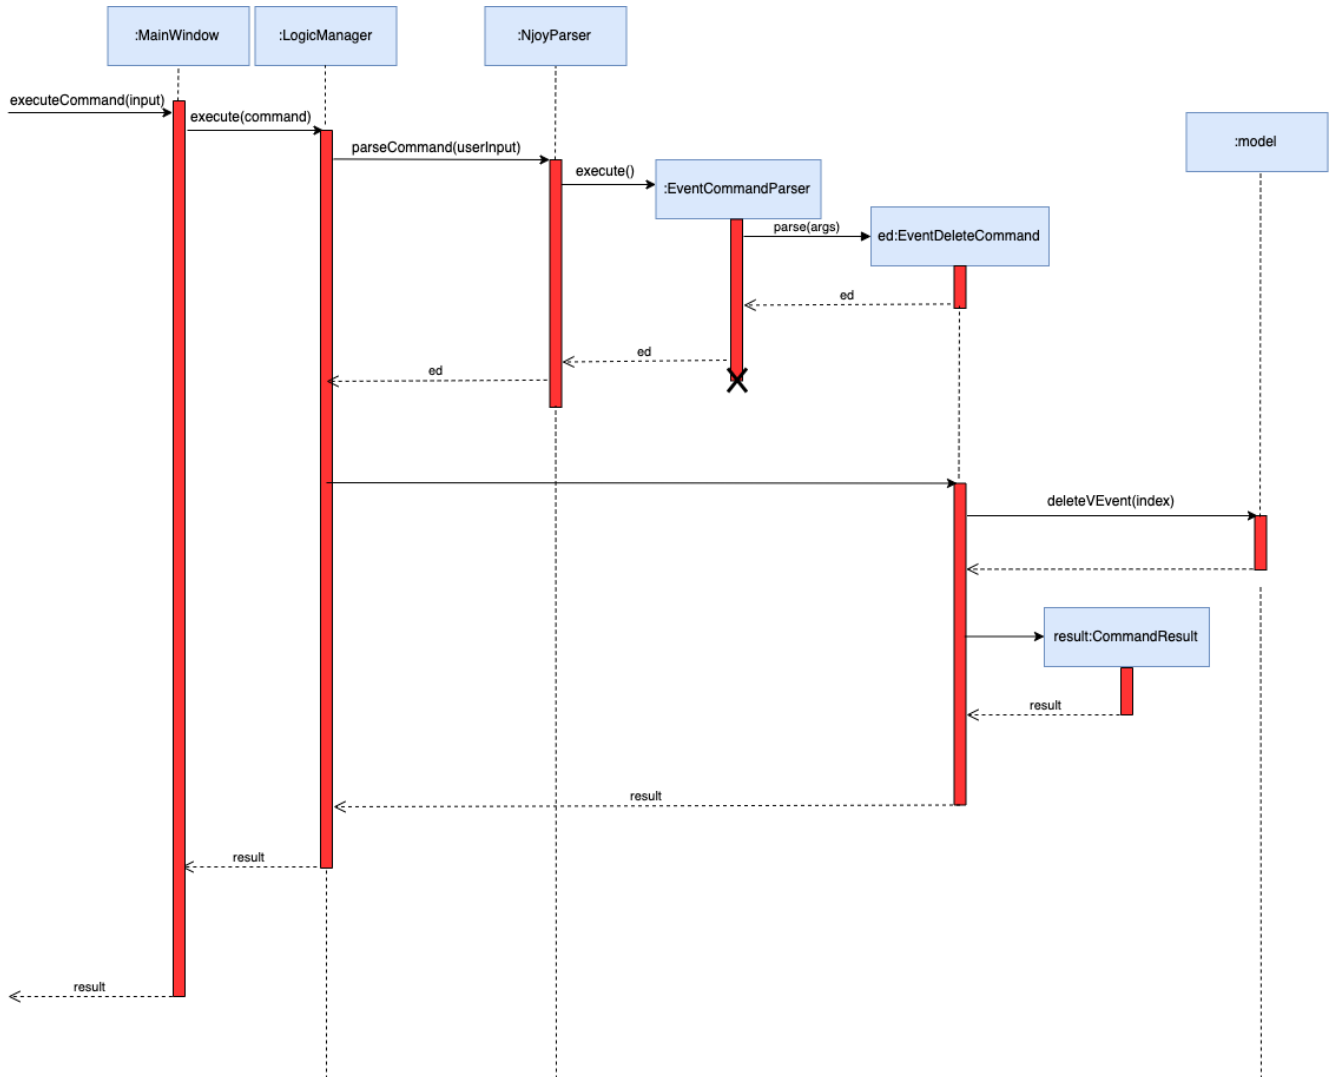 :MainWindow
:LogicManager
:NjoyParser
executeCommand(input)
execute(command)
:model
parseCommand(userInput)
execute()
:EventCommandParser
parse(args)
ed:EventDeleteCommand
ed
ed
ed
deleteVEvent(index)
result:CommandResult
result
result
result
result